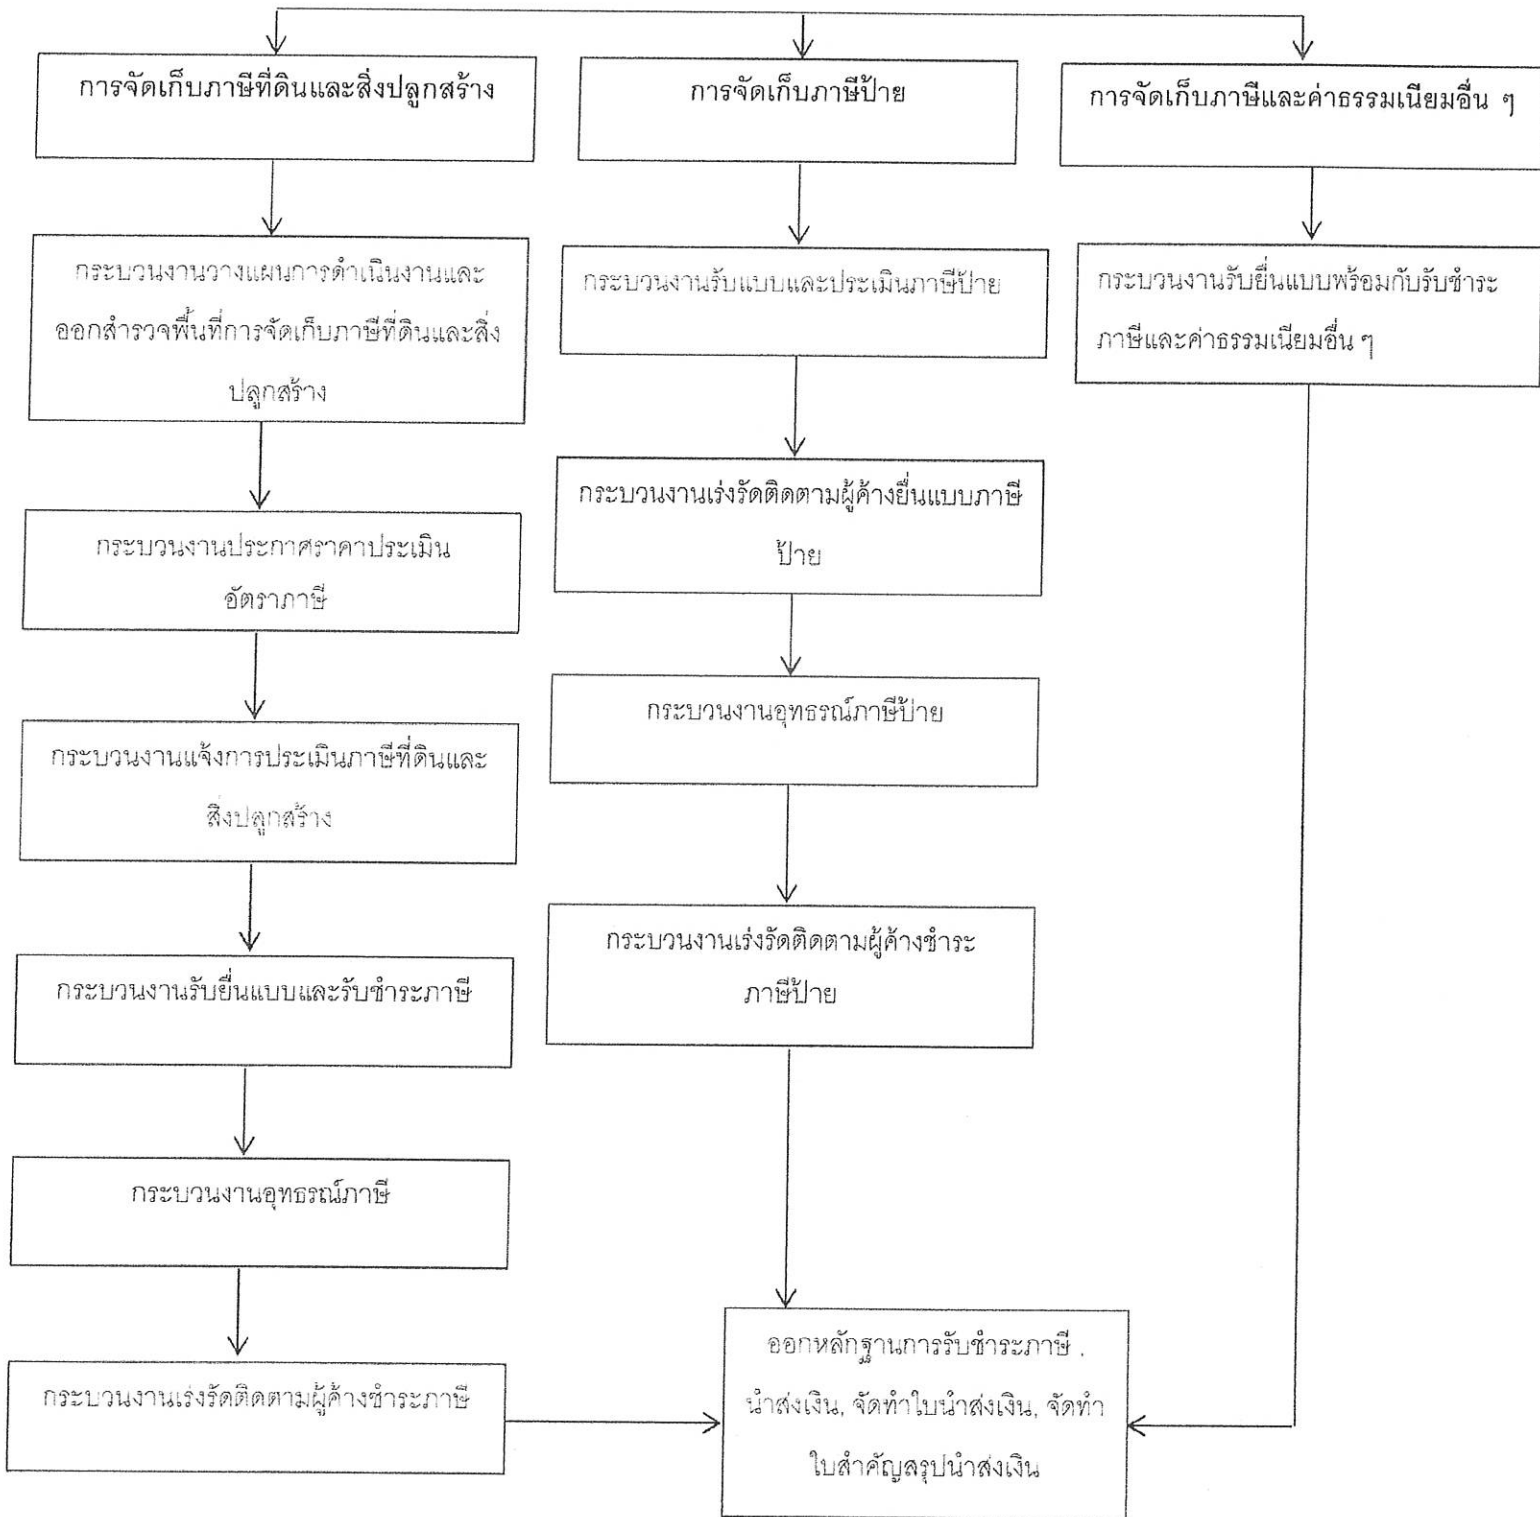 การจัดเก็บภาษีที่ดินและสิ่งปลูกสร้าง
การจัดเก็บภาษีป้าย
การจัดเก็บภาษีและค่าธรรมเนียมอื่น ๆ
กระบวนงานวางแผนการดำเนินงานและ
ออกสำรวจพื้นที่การจัดเก็บภาษีที่ดินและสิ่ง
ปลูกสร้าง
กระบวนงานรับแบบและประเมินภาษีป้าย
กระบวนงานรับยื่นแบบพร้อมกับรับชำระ
ภาษีและค่าธรรมเนียมอื่น ๆ
กระบวนงานเร่งรัดติดตามผู้ค้างยื่นแบบภาษี
ป้าย
กระบวนงานประกาศราคาประเมิน
อัตราภาษี
กระบวนงานอุทธรณ์ภาษีป้าย
กระบวนงานแจ้งการประเมินภาษีที่ดินและ
สิ่งปลูกสร้าง
กระบวนงานเร่งรัดติดตามผู้ค้างชำระ
ภาษีป้าย
กระบวนงานรับยื่นแบบและรับชำระภาษี
กระบวนงานอุทธรณ์ภาษี
กระบวนงานเร่งรัดติดตามผู้ค้างชำระภาษี
ออกหลักฐานการรับชำระภาษี ,
นำส่งเงิน, จัดทำใบนำส่งเงิน, จัดทำ
ใบสำคัญสรุปนำส่งเงิน